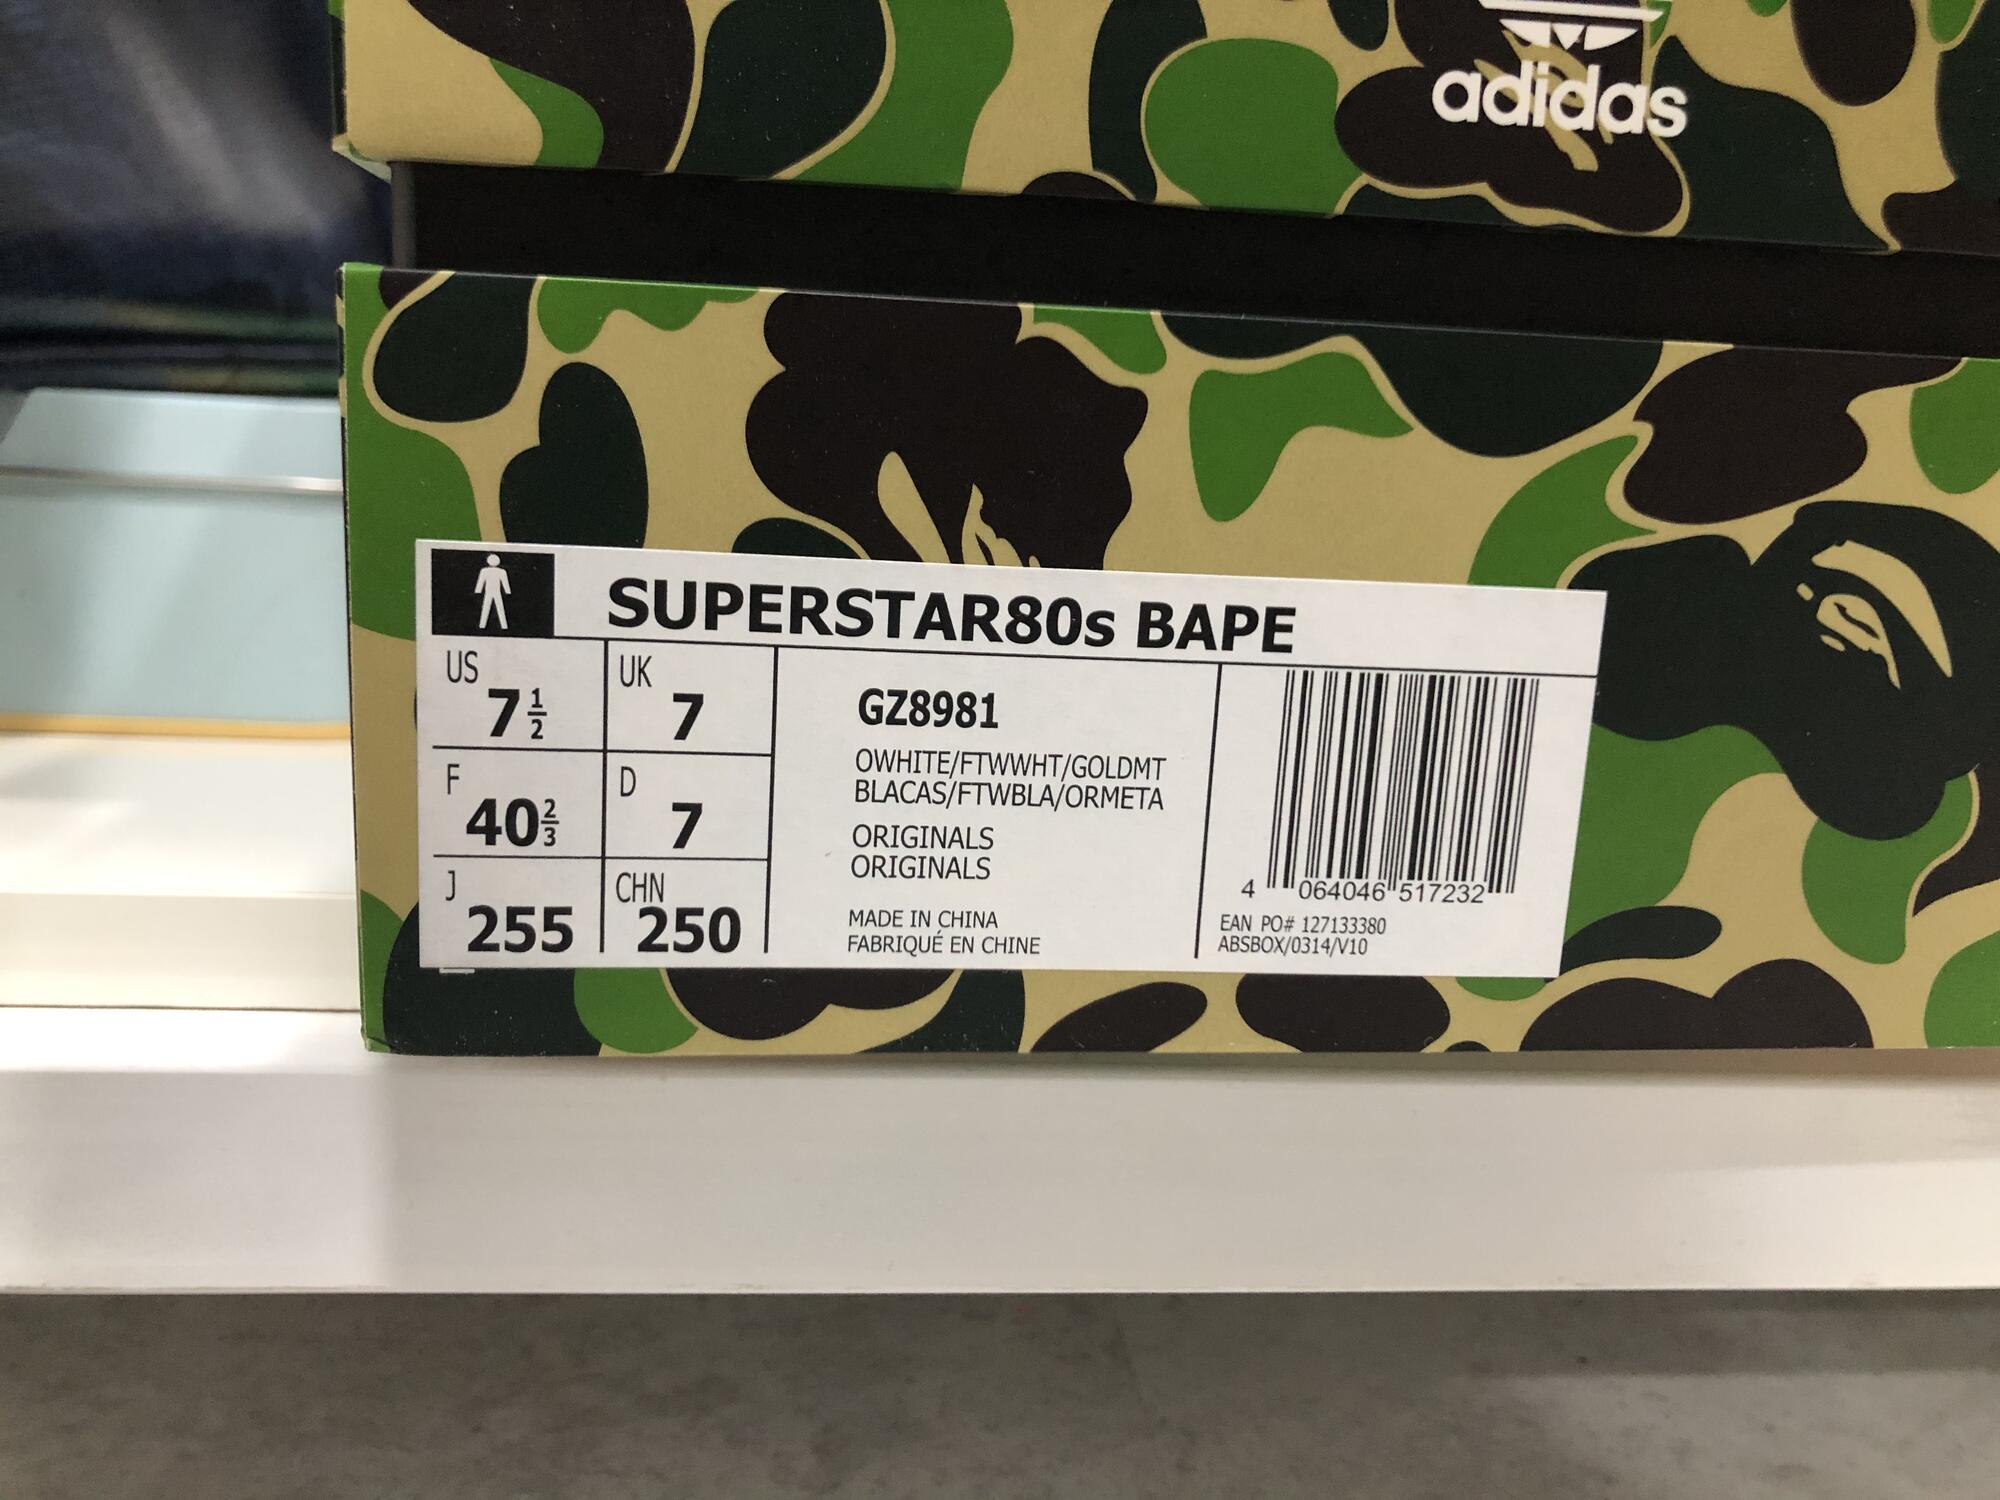 adidas
SUPERSTAR80s BAPE
US 7 1/2
UK 7
F 40 2/3
D 7
J 255
CHN 250
GZ8981
OWHITE/FTWWHT/GOLDMT
BLACAS/FTWBLA/ORMETA
ORIGINALS
ORIGINALS
MADE IN CHINA
FABRIQUÉ EN CHINE
4 064046 517232
EAN PO# 127133380
ABSBOX/0314/V10